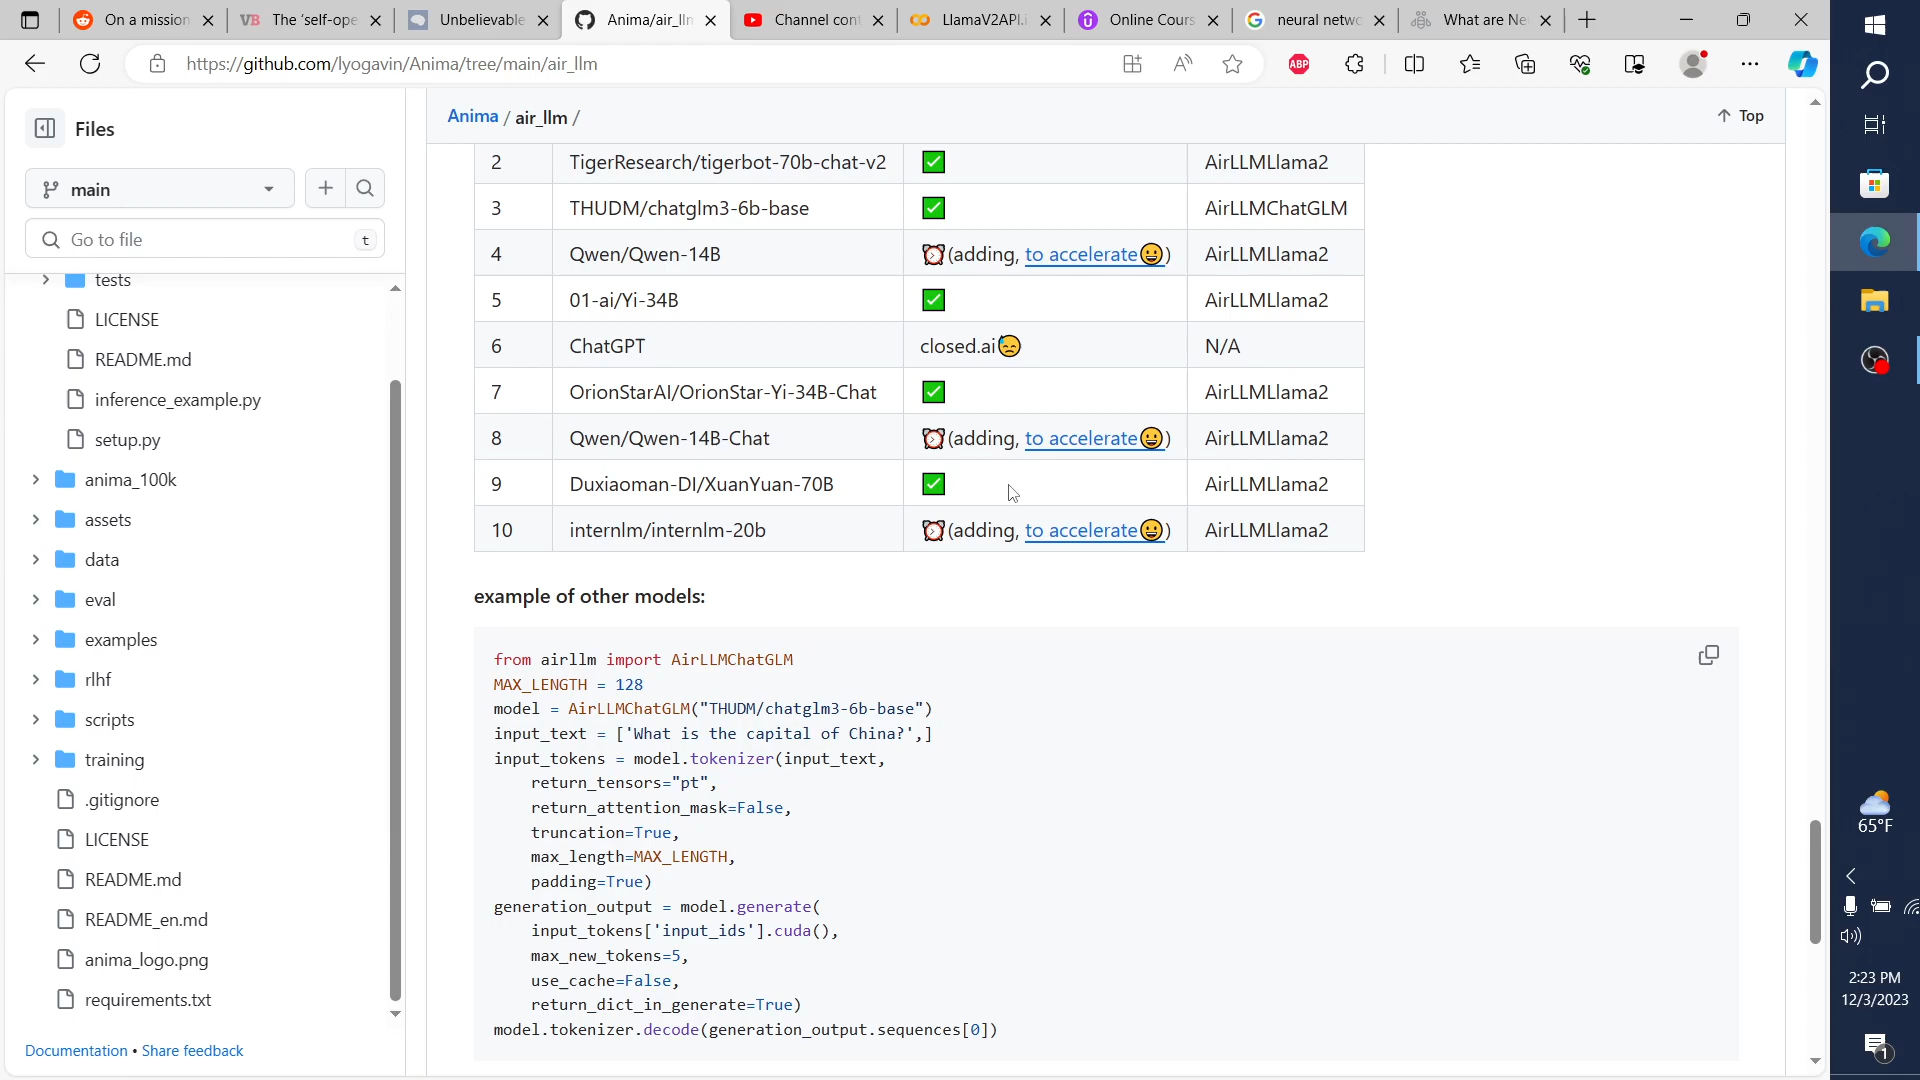 On a mission
The 'self-ope
Unbelievable
Anima/air_llm
Channel cont
LlamaV2API.i
Online Cours
neural netwo
What are Ne
https://github.com/lyogavin/Anima/tree/main/air_llm
ABP
Files
main
Go to file
t
tests
LICENSE
README.md
inference_example.py
setup.py
anima_100k
assets
data
eval
examples
rlhf
scripts
training
.gitignore
LICENSE
README.md
README_en.md
anima_logo.png
requirements.txt
Documentation • Share feedback
Anima / air_llm /
Top
2 TigerResearch/tigerbot-70b-chat-v2 ✅ AirLLMLlama2
3 THUDM/chatglm3-6b-base ✅ AirLLMChatGLM
4 Qwen/Qwen-14B ⏰(adding, to accelerate😀) AirLLMLlama2
5 01-ai/Yi-34B ✅ AirLLMLlama2
6 ChatGPT closed.ai😓 N/A
7 OrionStarAI/OrionStar-Yi-34B-Chat ✅ AirLLMLlama2
8 Qwen/Qwen-14B-Chat ⏰(adding, to accelerate😀) AirLLMLlama2
9 Duxiaoman-DI/XuanYuan-70B ✅ AirLLMLlama2
10 internlm/internlm-20b ⏰(adding, to accelerate😀) AirLLMLlama2
example of other models:
from airllm import AirLLMChatGLM
MAX_LENGTH = 128
model = AirLLMChatGLM("THUDM/chatglm3-6b-base")
input_text = ['What is the capital of China?',]
input_tokens = model.tokenizer(input_text,
    return_tensors="pt",
    return_attention_mask=False,
    truncation=True,
    max_length=MAX_LENGTH,
    padding=True)
generation_output = model.generate(
    input_tokens['input_ids'].cuda(),
    max_new_tokens=5,
    use_cache=False,
    return_dict_in_generate=True)
model.tokenizer.decode(generation_output.sequences[0])
65°F
2:23 PM
12/3/2023
1